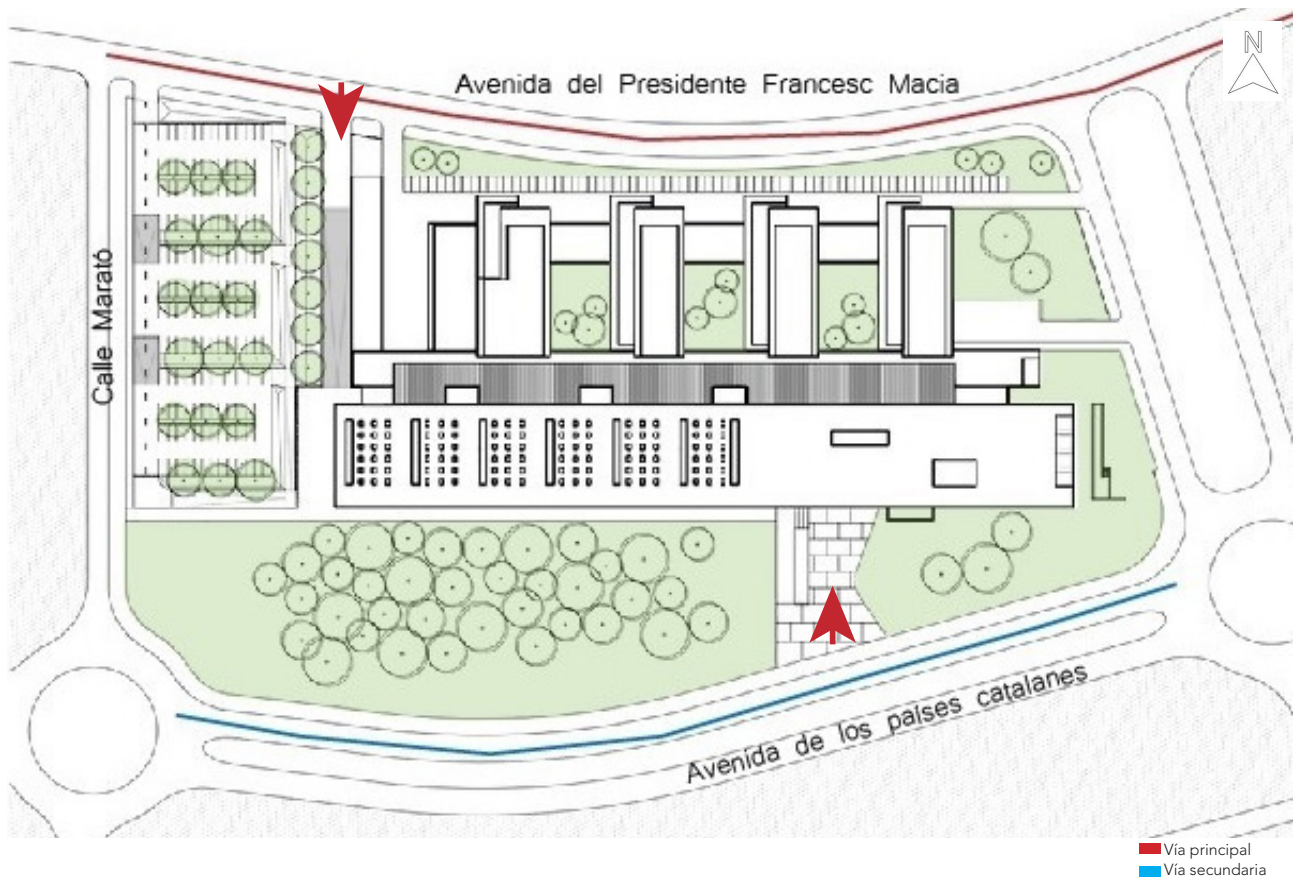 N
Avenida del Presidente Francesc Macia
Calle Marató
Avenida de los países catalanes
Vía principal
Vía secundaria